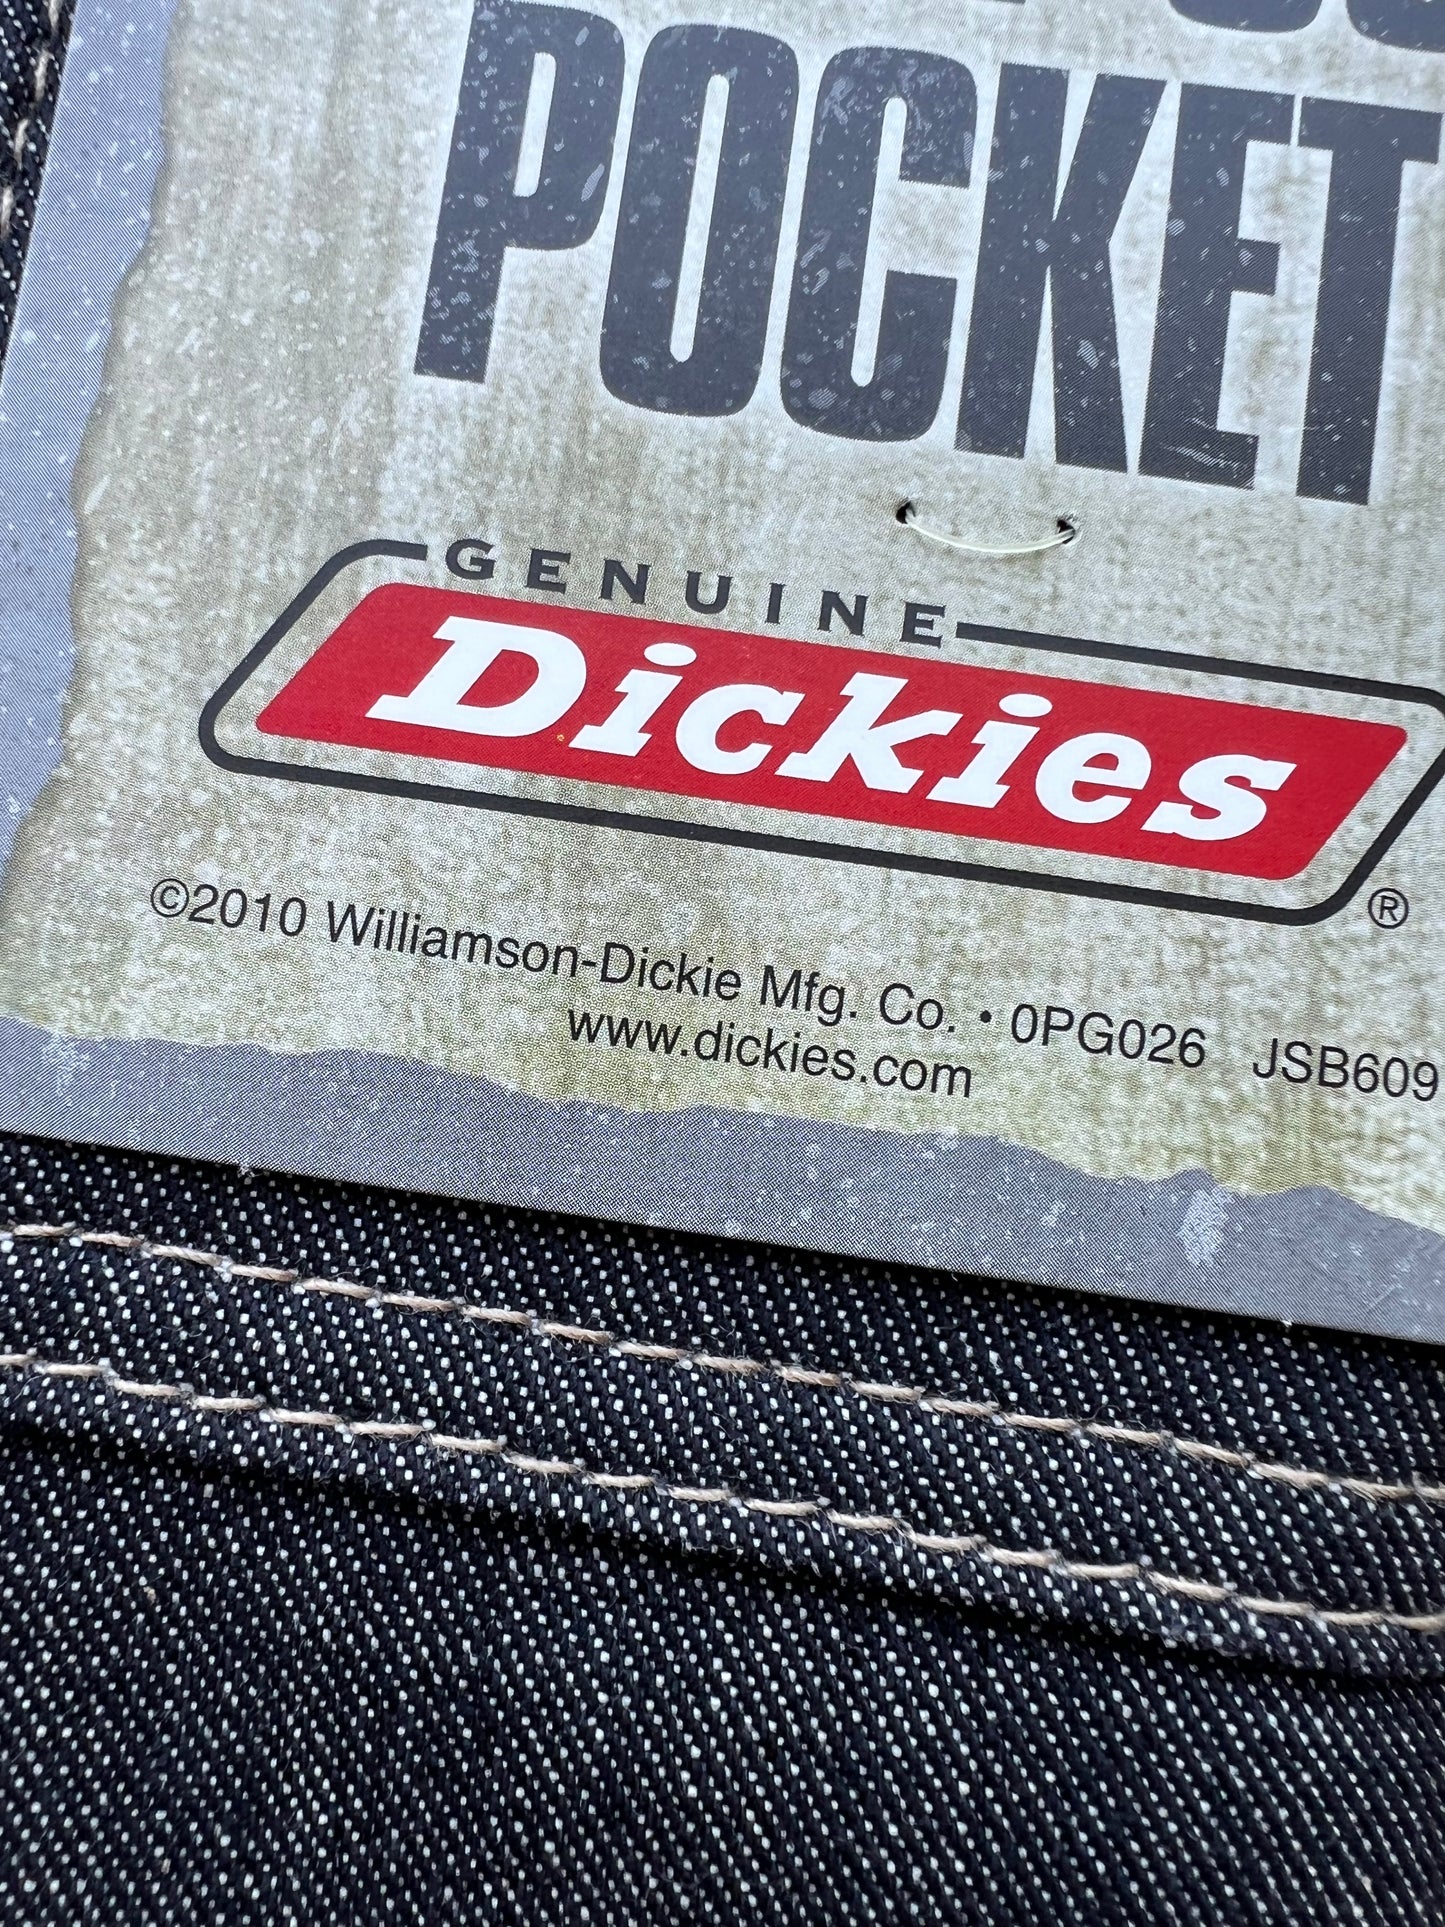 POCKET
GENUINE
Dickies®
©2010 Williamson-Dickie Mfg. Co. • 0PG026 JSB609
www.dickies.com